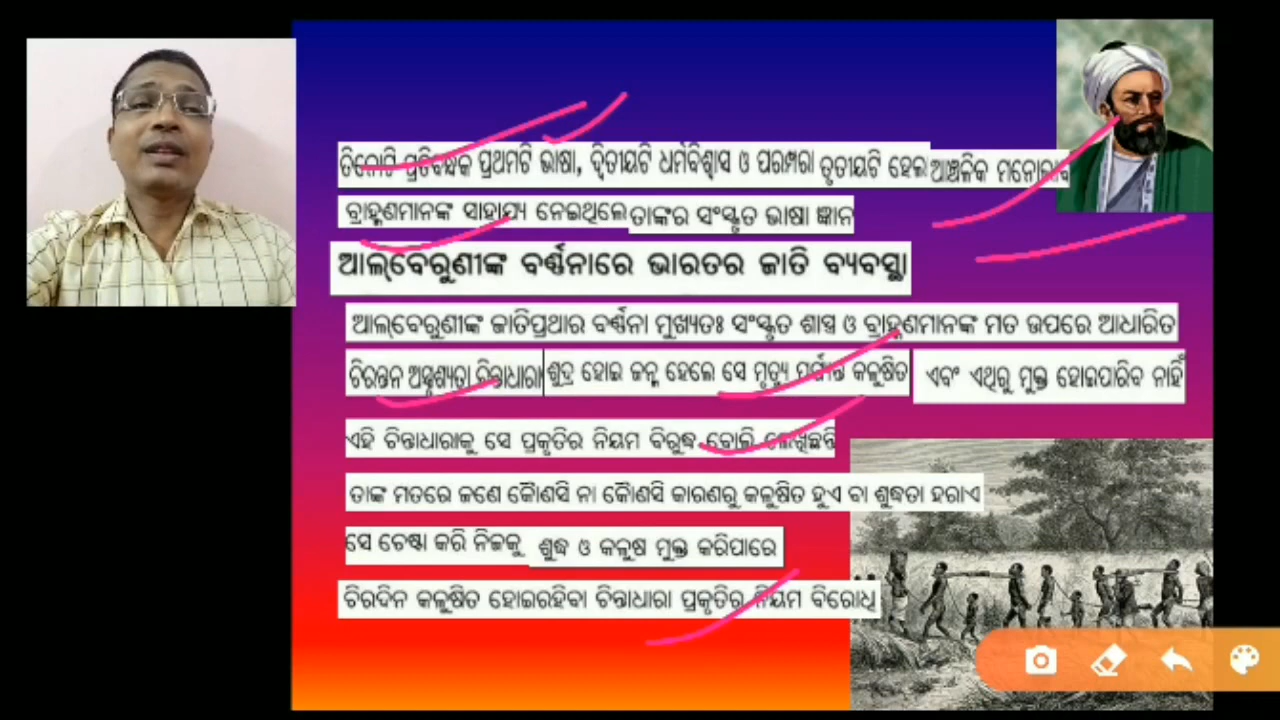 ତିନୋଟି ପ୍ରତିବନ୍ଧକ ପ୍ରଥମଟି ଭାଷା, ଦ୍ୱିତୀୟଟି ଧର୍ମବିଶ୍ୱାସ ଓ ପରମ୍ପରା ତୃତୀୟଟି ହେଲା ଆଞ୍ଚଳିକ ମନୋଭାବ
ବ୍ରାହ୍ମଣମାନଙ୍କ ସାହାଯ୍ୟ ନେଇଥିଲେ ତାଙ୍କର ସଂସ୍କୃତ ଭାଷା ଜ୍ଞାନ
ଆଲ୍‌ବେରୁଣୀଙ୍କ ବର୍ଣ୍ଣନାରେ ଭାରତର ଜାତି ବ୍ୟବସ୍ଥା
ଆଲ୍‌ବେରୁଣୀଙ୍କ ଜାତିପ୍ରଥାର ବର୍ଣ୍ଣନା ମୁଖ୍ୟତଃ ସଂସ୍କୃତ ଶାସ୍ତ୍ର ଓ ବ୍ରାହ୍ମଣମାନଙ୍କ ମତ ଉପରେ ଆଧାରିତ
ଚିରନ୍ତନ ଅସ୍ପୃଶ୍ୟତା ଚିନ୍ତାଧାରା ଶୁଦ୍ର ହୋଇ ଜନ୍ମ ହେଲେ ସେ ମୃତ୍ୟୁ ପର୍ଯ୍ୟନ୍ତ କଳୁଷିତ ଏବଂ ଏଥିରୁ ମୁକ୍ତ ହୋଇପାରିବ ନାହିଁ
ଏହି ଚିନ୍ତାଧାରାକୁ ସେ ପ୍ରକୃତିର ନିୟମ ବିରୁଦ୍ଧ ବୋଲି ଲେଖିଛନ୍ତି
ତାଙ୍କ ମତରେ ଜଣେ କୌଣସି ନା କୌଣସି କାରଣରୁ କଳୁଷିତ ହୁଏ ବା ଶୁଦ୍ଧତା ହରାଏ
ସେ ଚେଷ୍ଟା କରି ନିଜକୁ ଶୁଦ୍ଧ ଓ କଳୁଷ ମୁକ୍ତ କରିପାରେ
ଚିରଦିନ କଳୁଷିତ ହୋଇରହିବା ଚିନ୍ତାଧାରା ପ୍ରକୃତିର ନିୟମ ବିରୋଧି